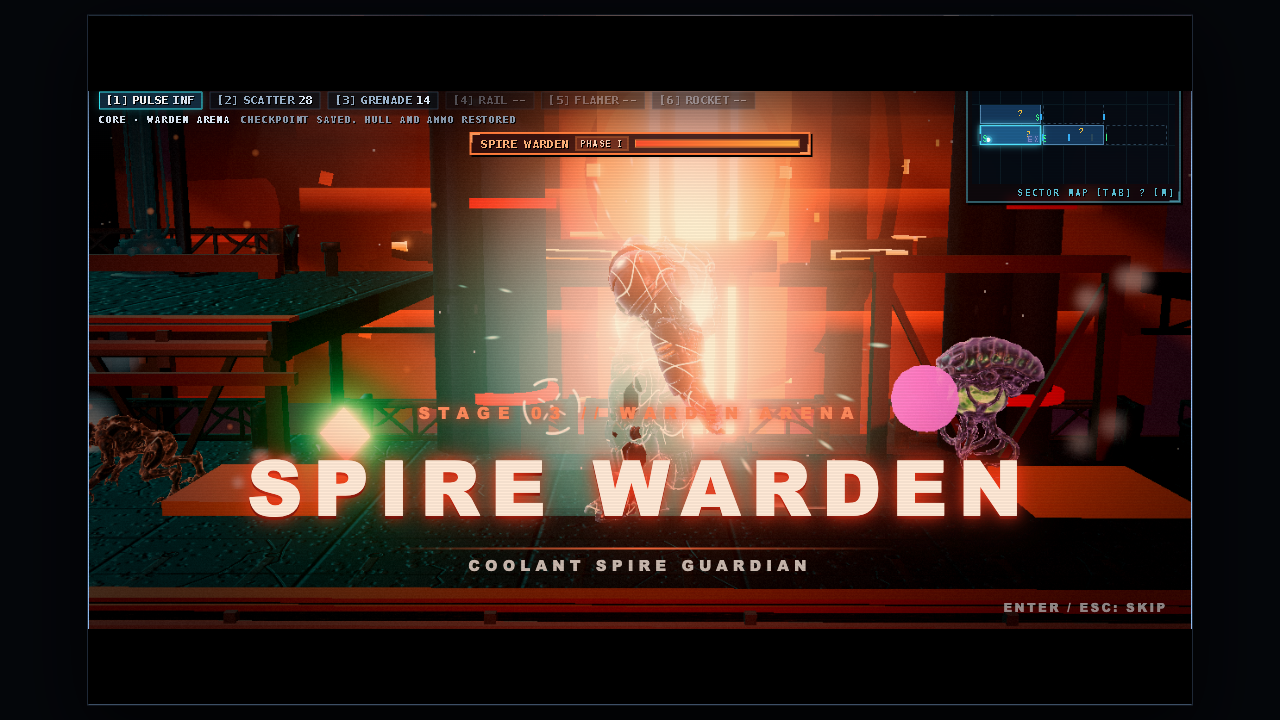 [1] PULSE INF [2] SCATTER 28 [3] GRENADE 14 [4] RAIL -- [5] FLAMER -- [6] ROCKET --
CORE · WARDEN ARENA CHECKPOINT SAVED. HULL AND AMMO RESTORED
SPIRE WARDEN PHASE I
SECTOR MAP [TAB] ? [M]
STAGE 03 WARDEN ARENA
SPIRE WARDEN
COOLANT SPIRE GUARDIAN
ENTER / ESC: SKIP